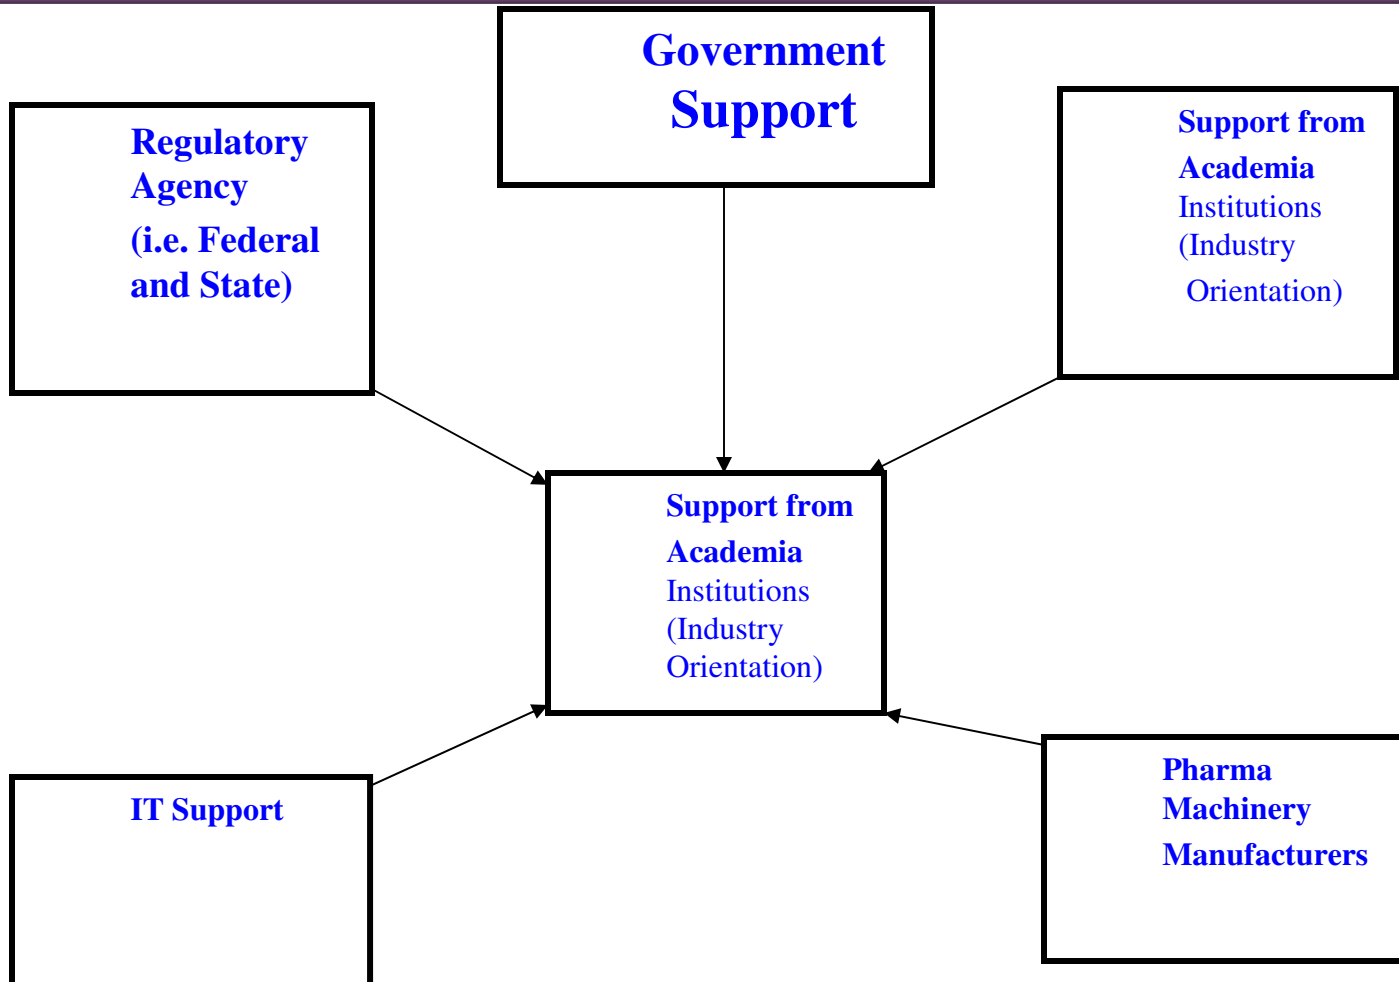 Government
Support
Regulatory
Agency
(i.e. Federal
and State)
Support from
Academia
Institutions
(Industry
Orientation)
Support from
Academia
Institutions
(Industry
Orientation)
IT Support
Pharma
Machinery
Manufacturers